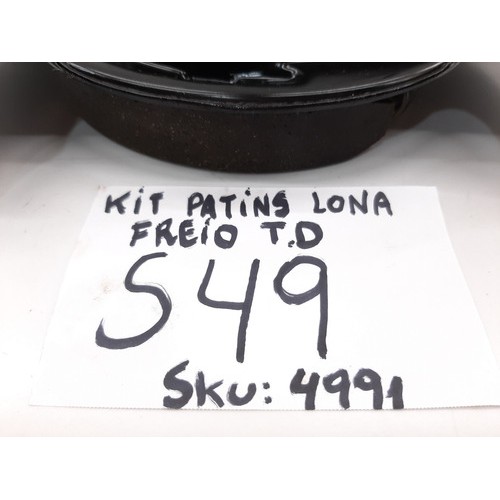 KIT PATINS LONA
FREIO T.D
S49
SKU: 4991